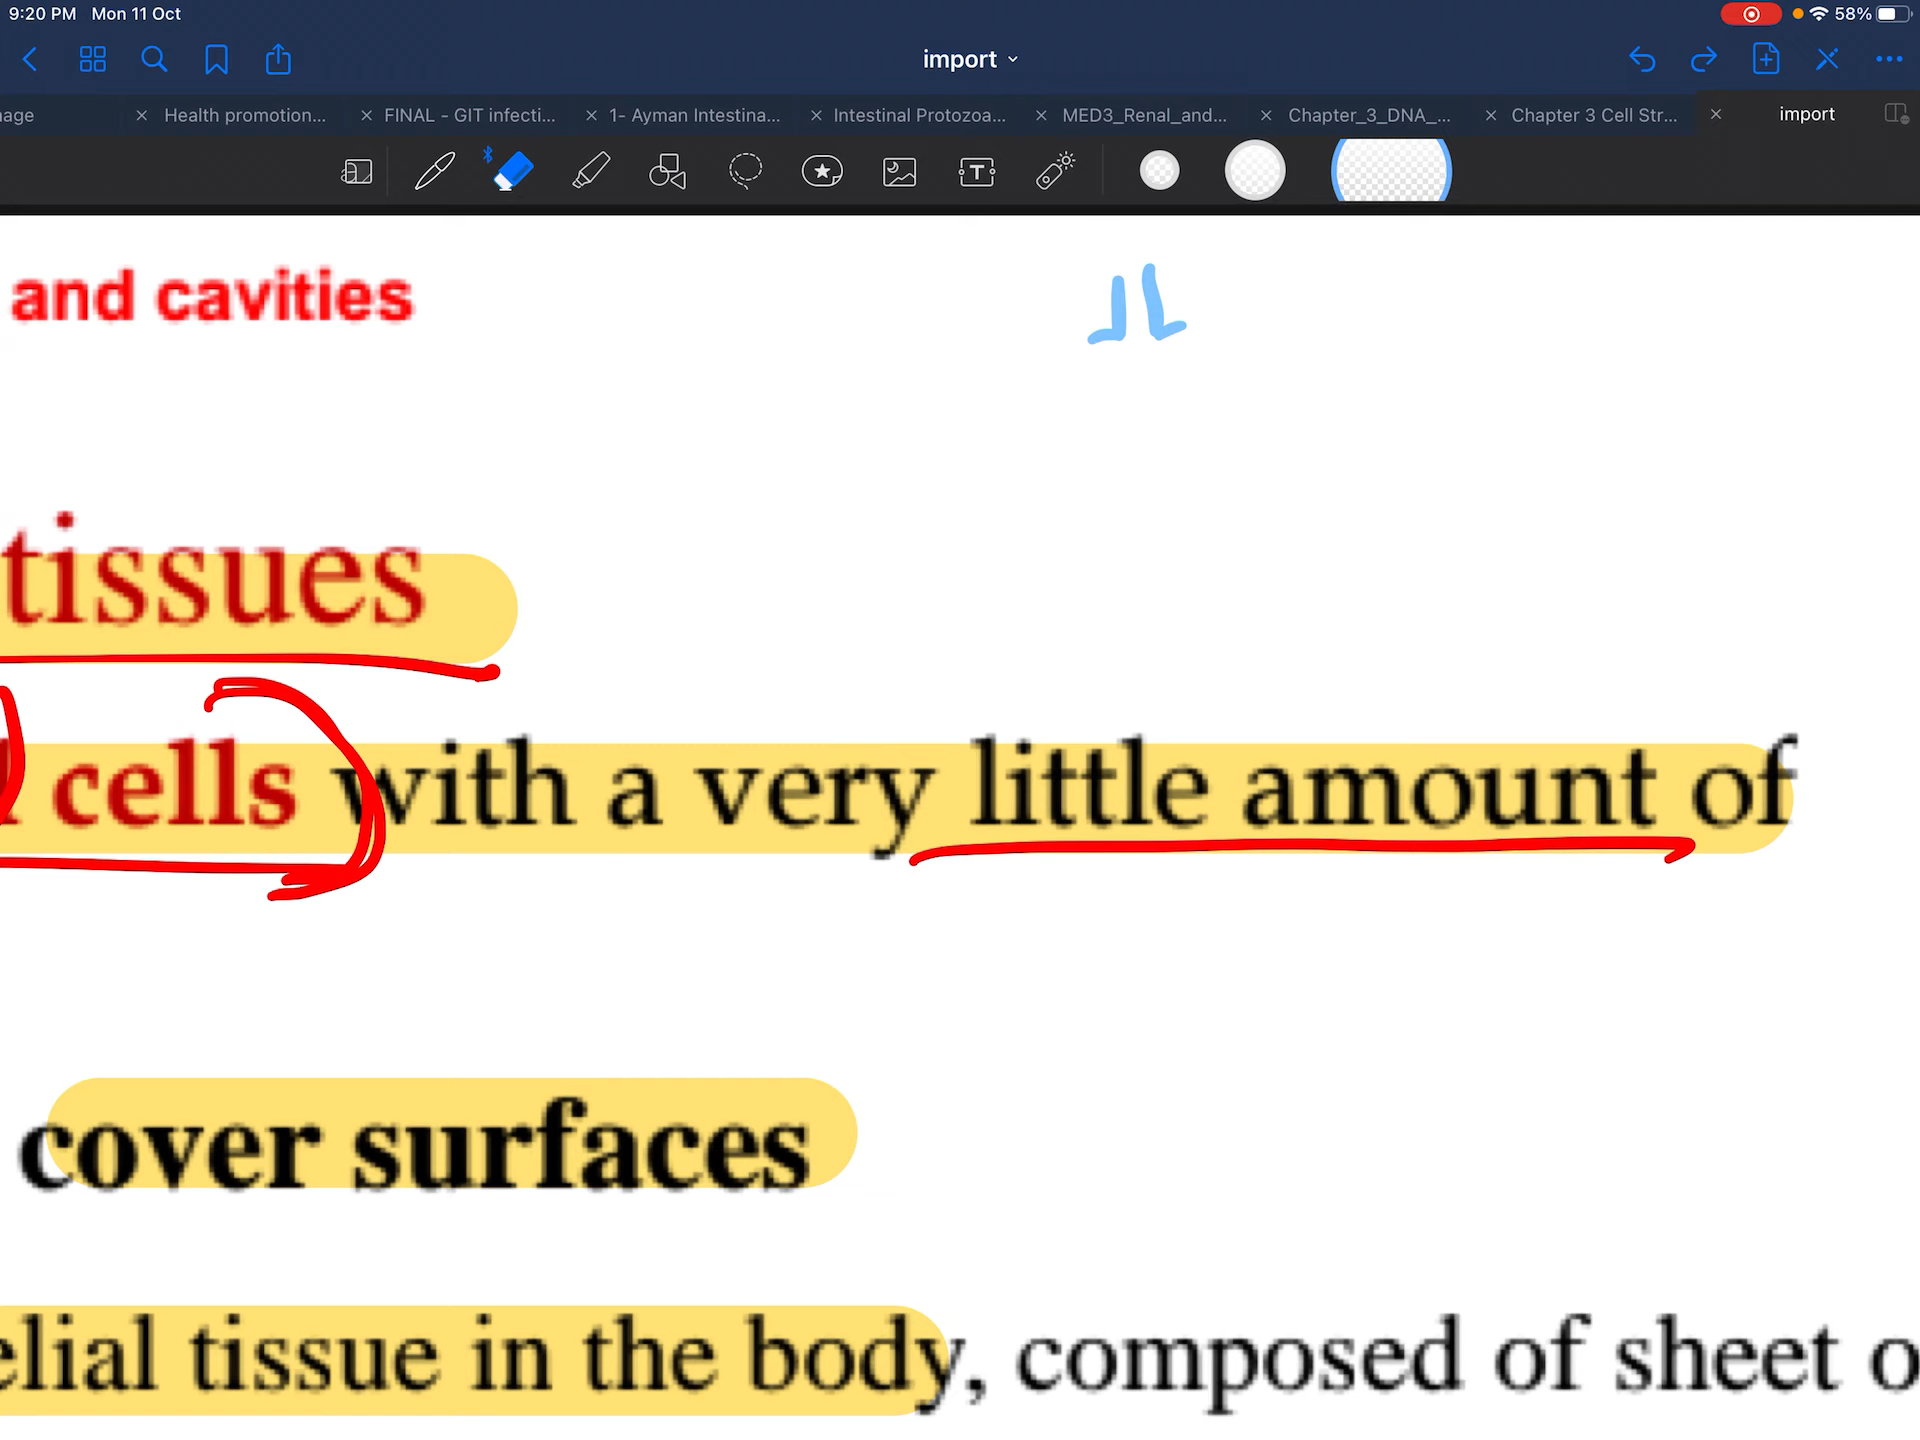 9:20 PM Mon 11 Oct
58%
import
nage
Health promotion...
FINAL - GIT infecti...
1- Ayman Intestina...
Intestinal Protozoa...
MED3_Renal_and...
Chapter_3_DNA_...
Chapter 3 Cell Str...
import
and cavities
tissues
cells with a very little amount of
cover surfaces
elial tissue in the body, composed of sheet o